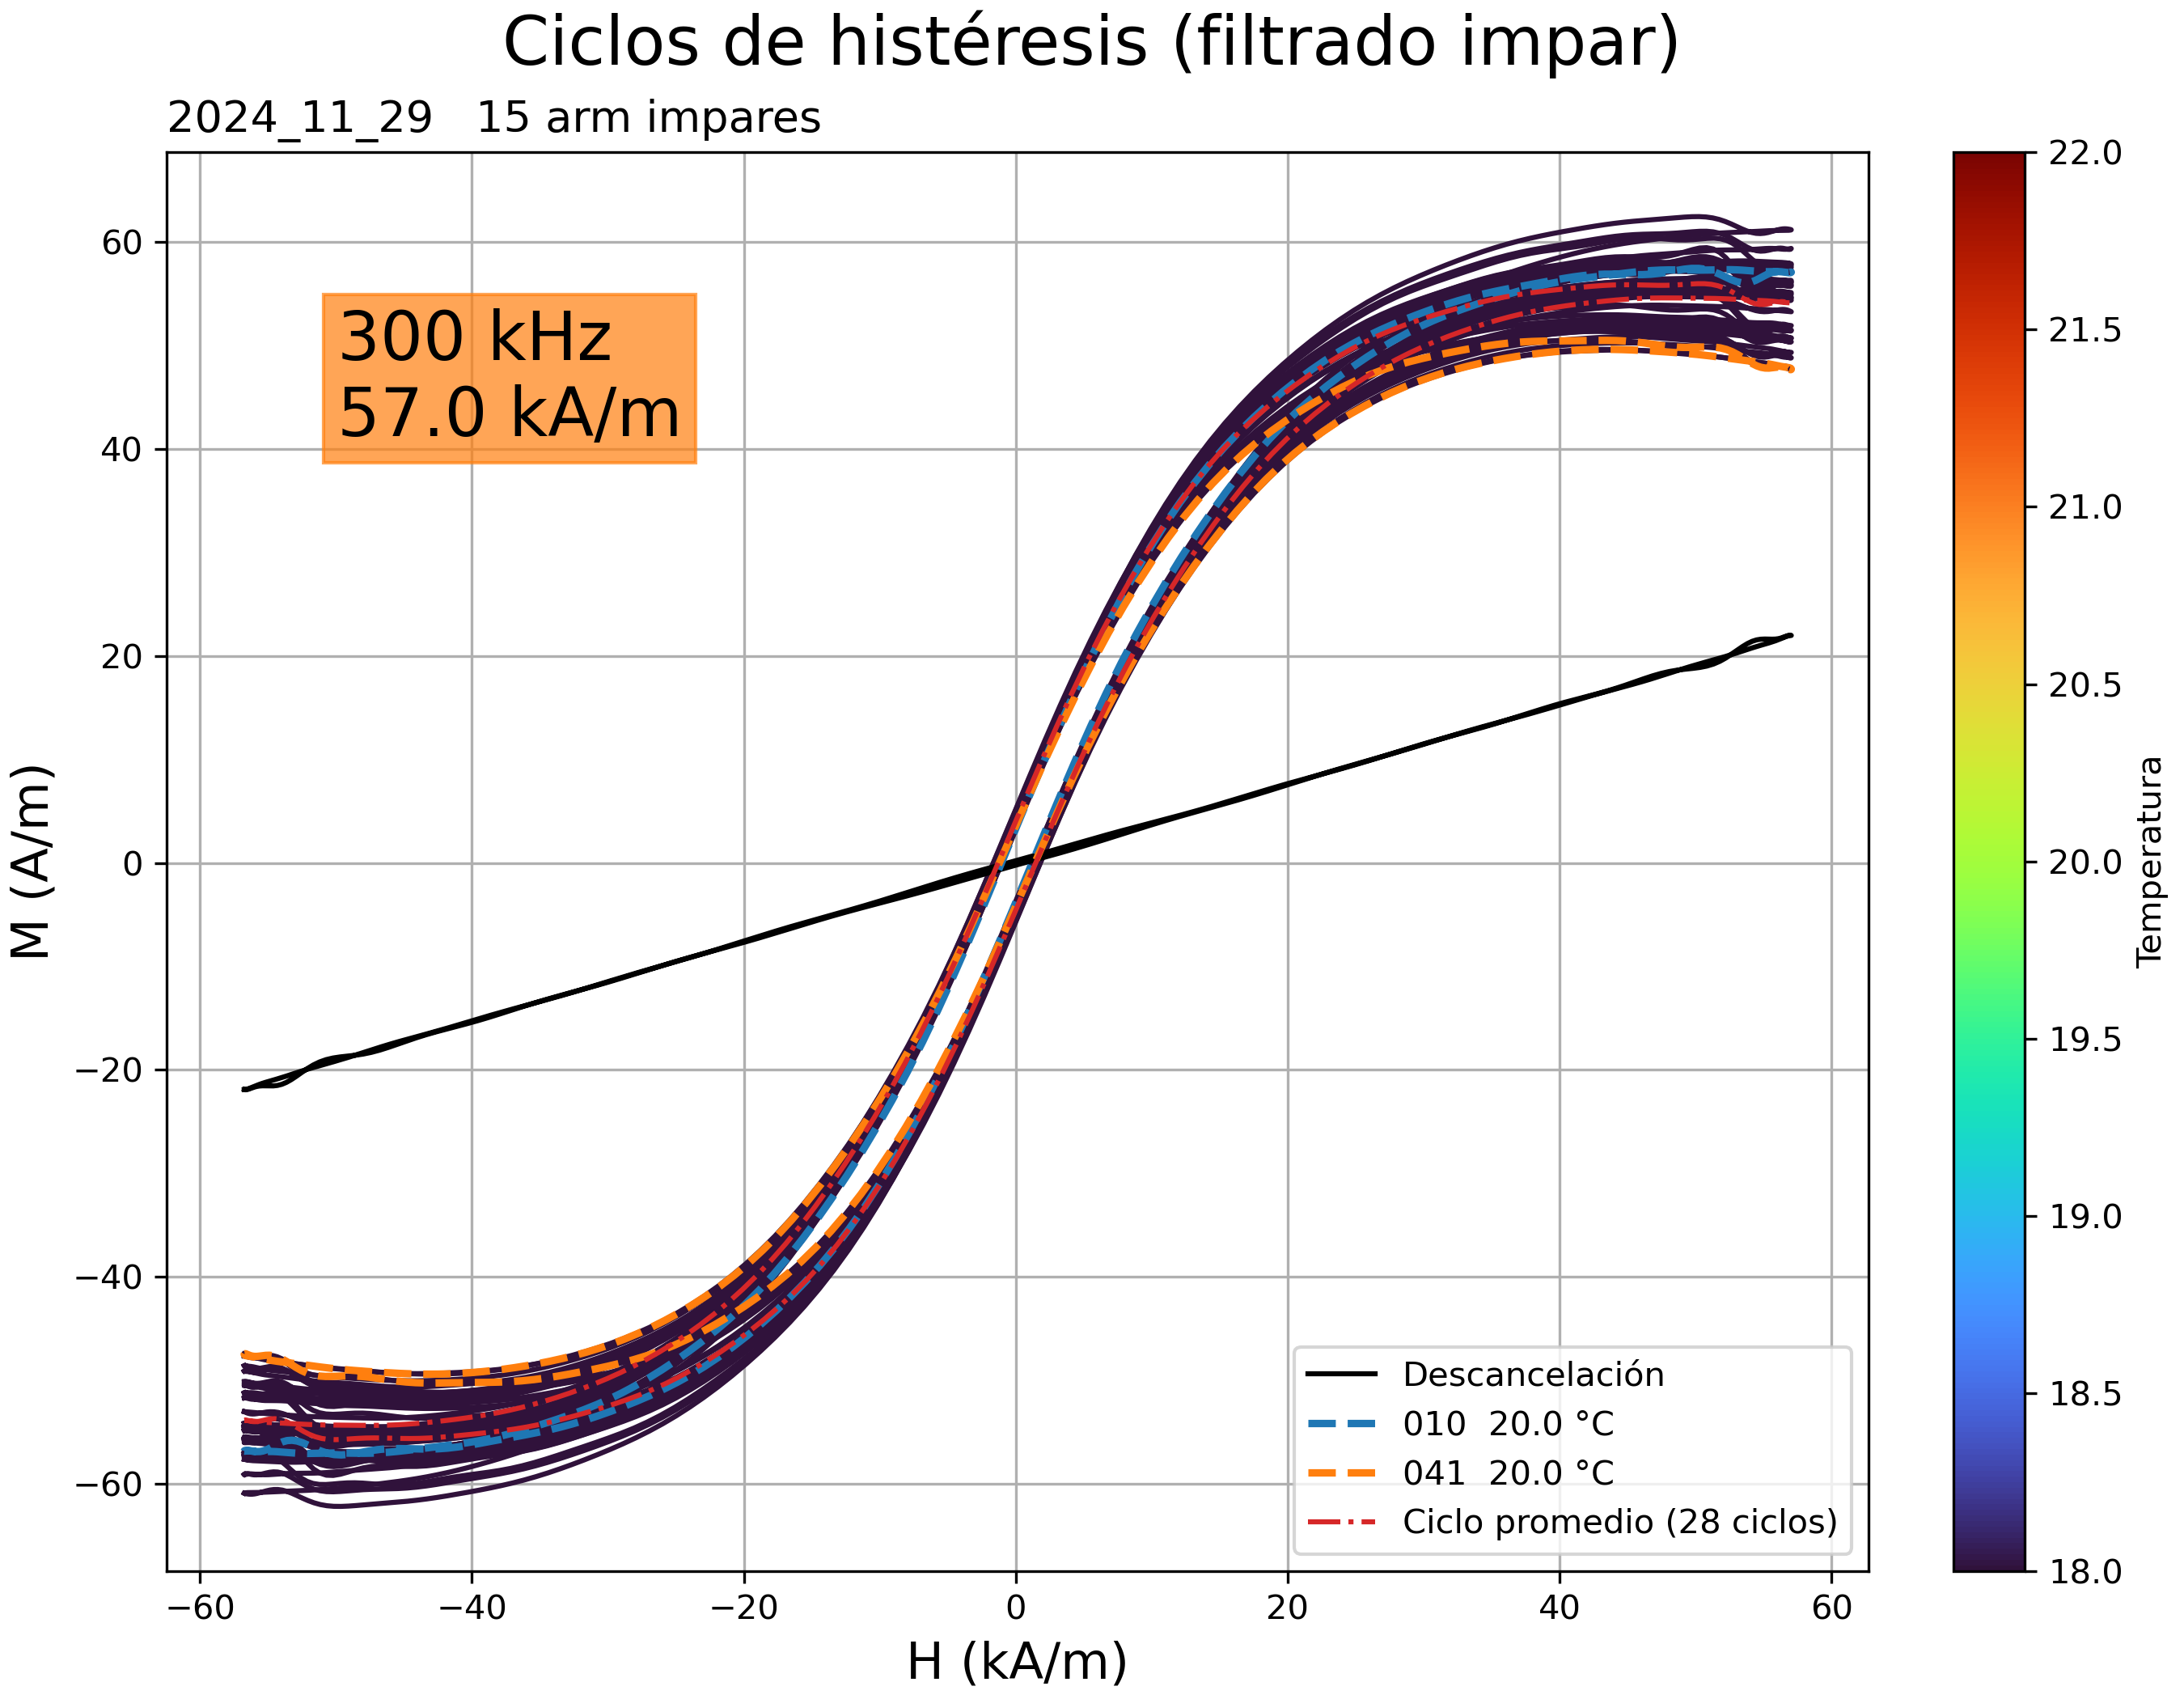 Ciclos de histéresis (filtrado impar)
2024_11_29   15 arm impares
300 kHz
57.0 kA/m
M (A/m)
60
40
20
0
−20
−40
−60
−60
−40
−20
0
20
40
60
H (kA/m)
Descancelación
010  20.0 °C
041  20.0 °C
Ciclo promedio (28 ciclos)
22.0
21.5
21.0
20.5
20.0
19.5
19.0
18.5
18.0
Temperatura